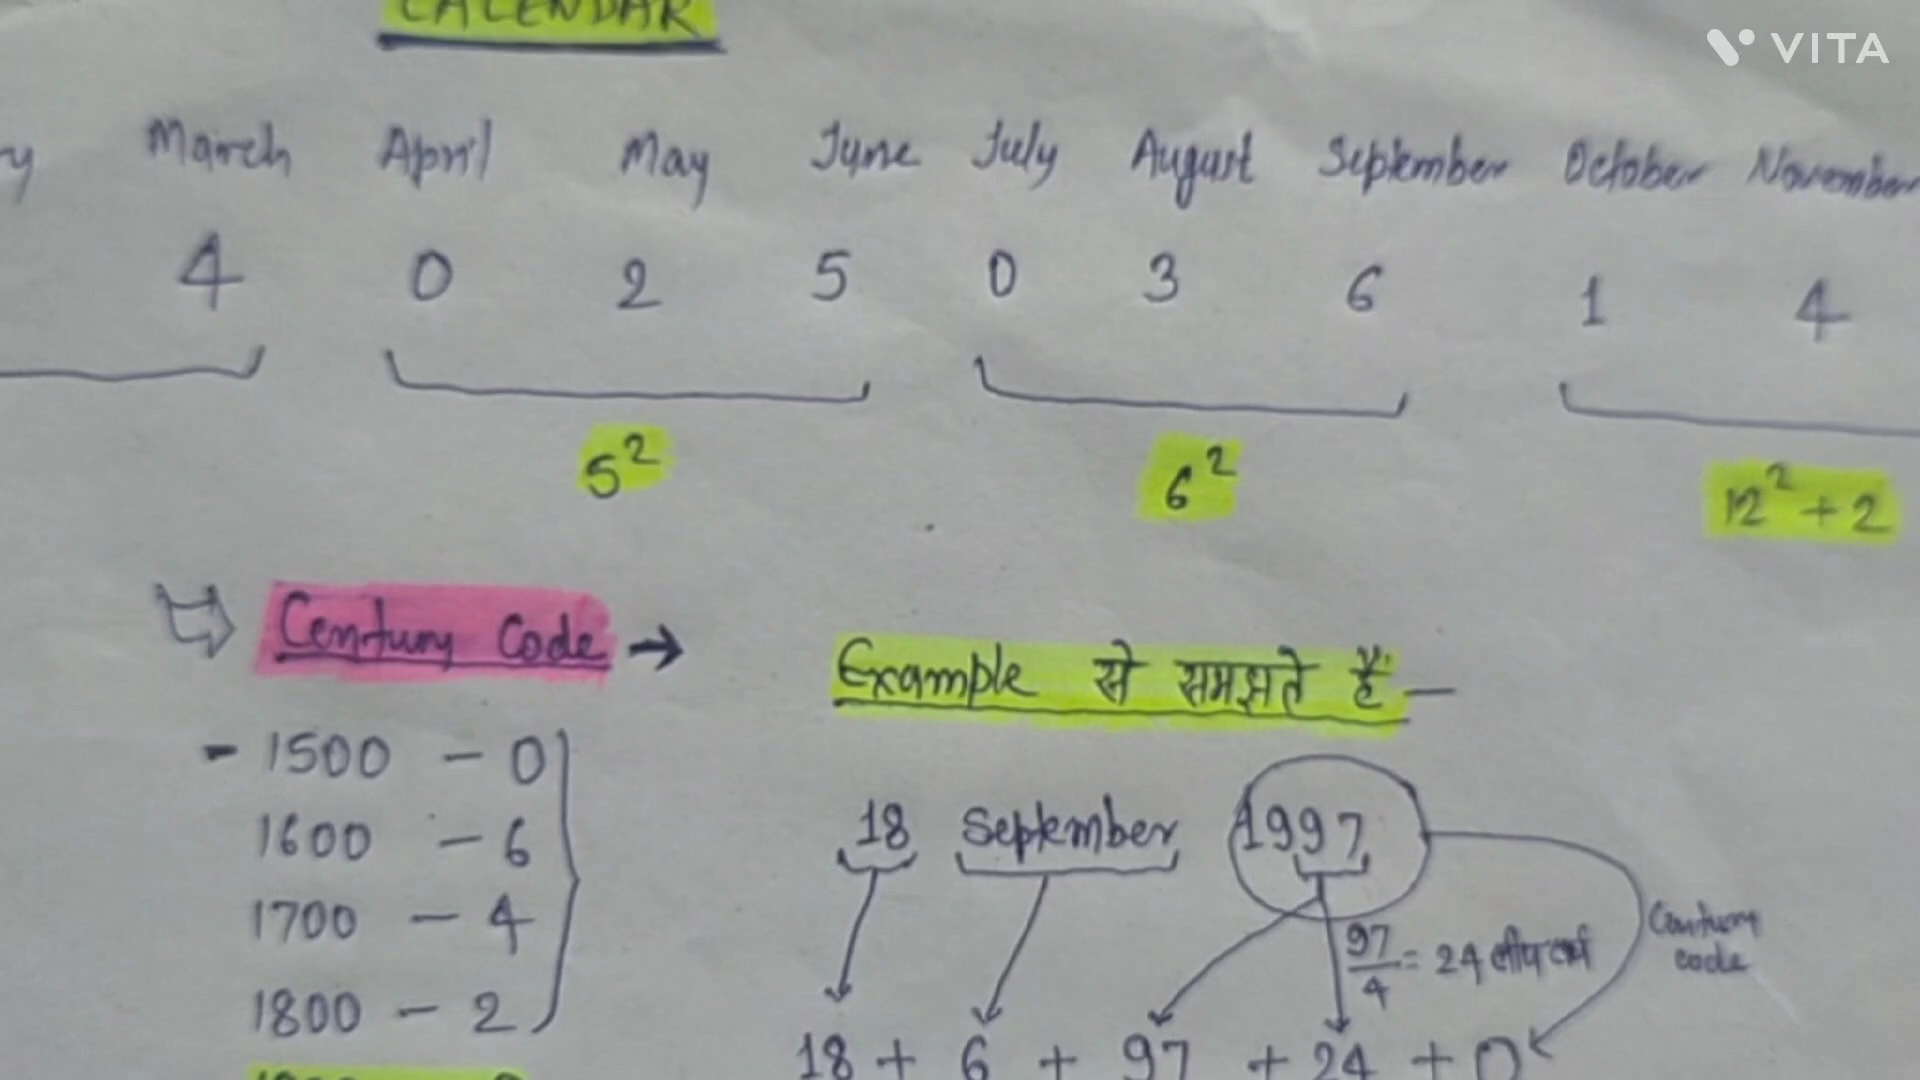 CALENDAR
VITA
March April May June July August September October November
4 0 2 5 0 3 6 1 4
5² 6² 12² + 2
Century Code →
Example से समझते हैं —
- 1500 - 0
1600 - 6
1700 - 4
1800 - 2
18 September 1997
97/4 = 24 लीप वर्ष
Century code
18 + 6 + 97 + 24 + 0